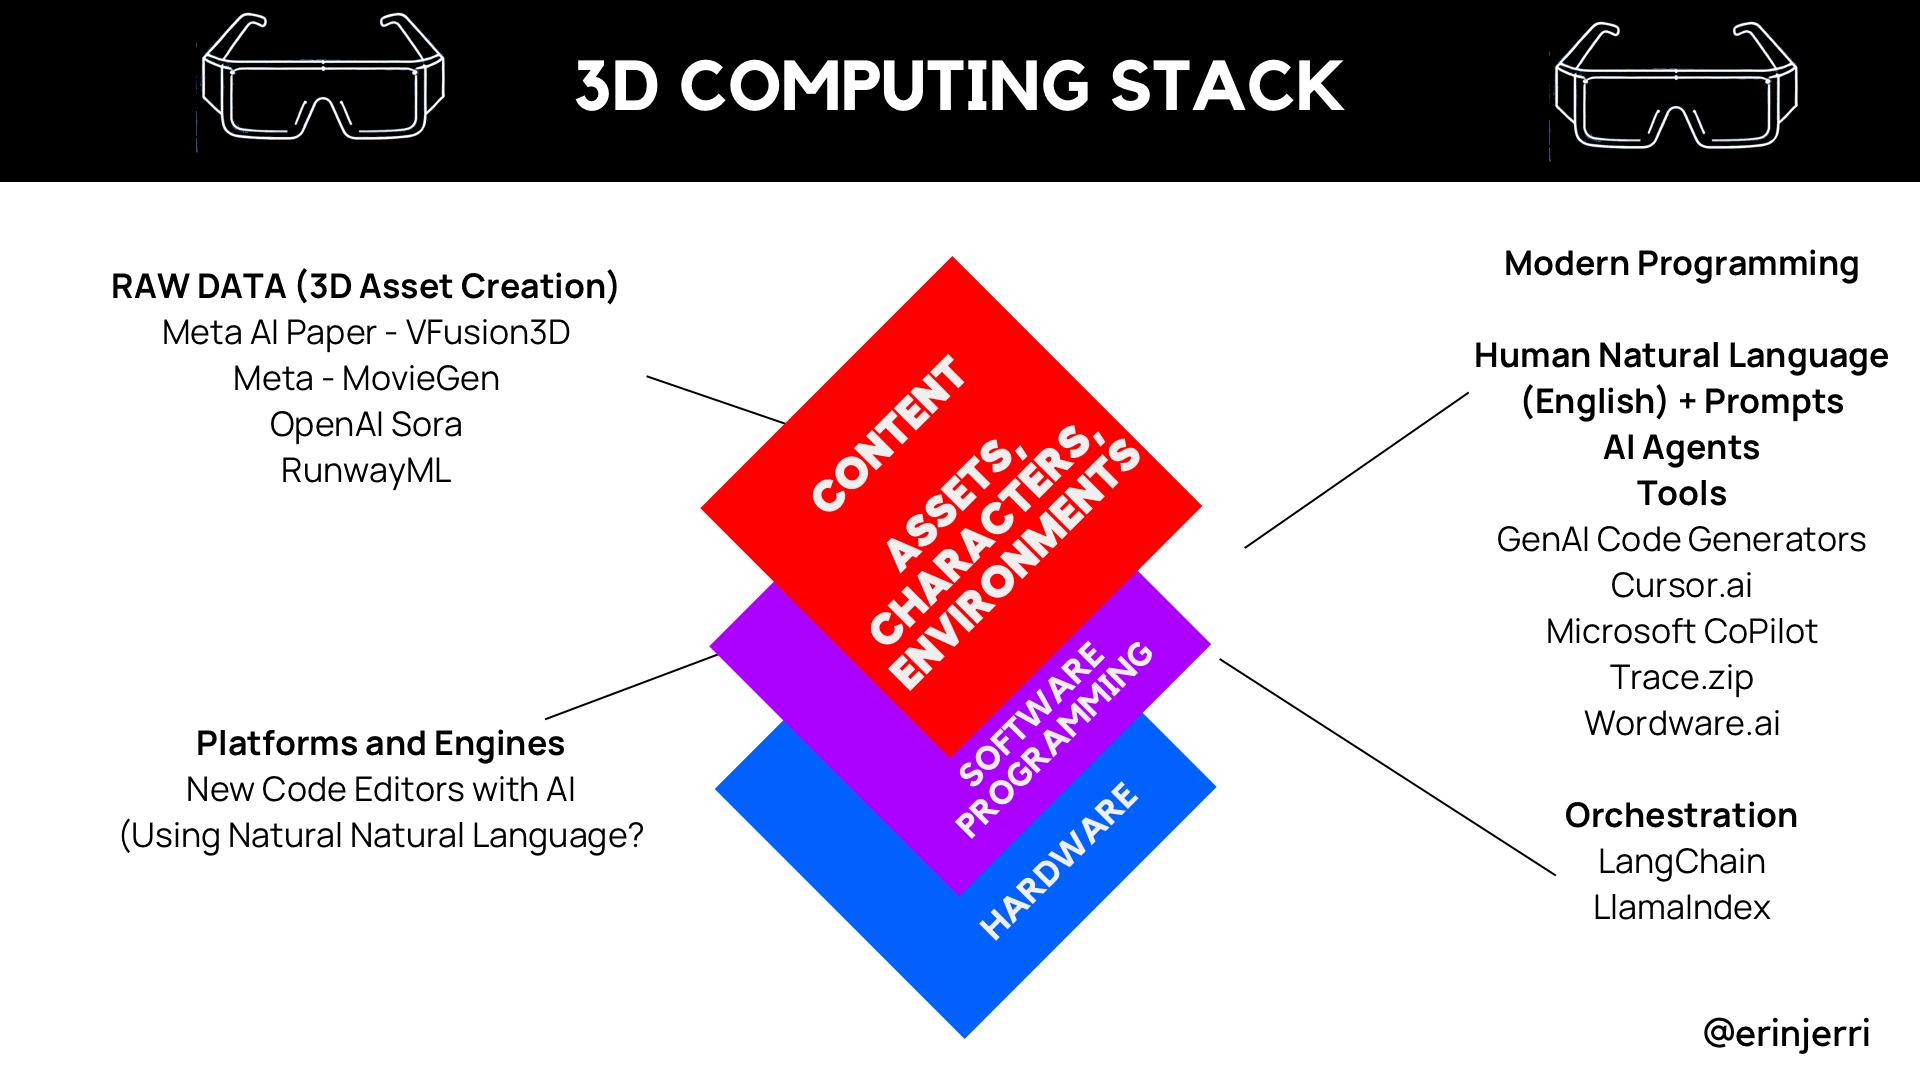 3D COMPUTING STACK
RAW DATA (3D Asset Creation)
Meta AI Paper - VFusion3D
Meta - MovieGen
OpenAI Sora
RunwayML
Platforms and Engines
New Code Editors with AI
(Using Natural Natural Language?
CONTENT
ASSETS,
CHARACTERS,
ENVIRONMENTS
SOFTWARE
PROGRAMMING
HARDWARE
Modern Programming
Human Natural Language
(English) + Prompts
AI Agents
Tools
GenAI Code Generators
Cursor.ai
Microsoft CoPilot
Trace.zip
Wordware.ai
Orchestration
LangChain
LlamaIndex
@erinjerri